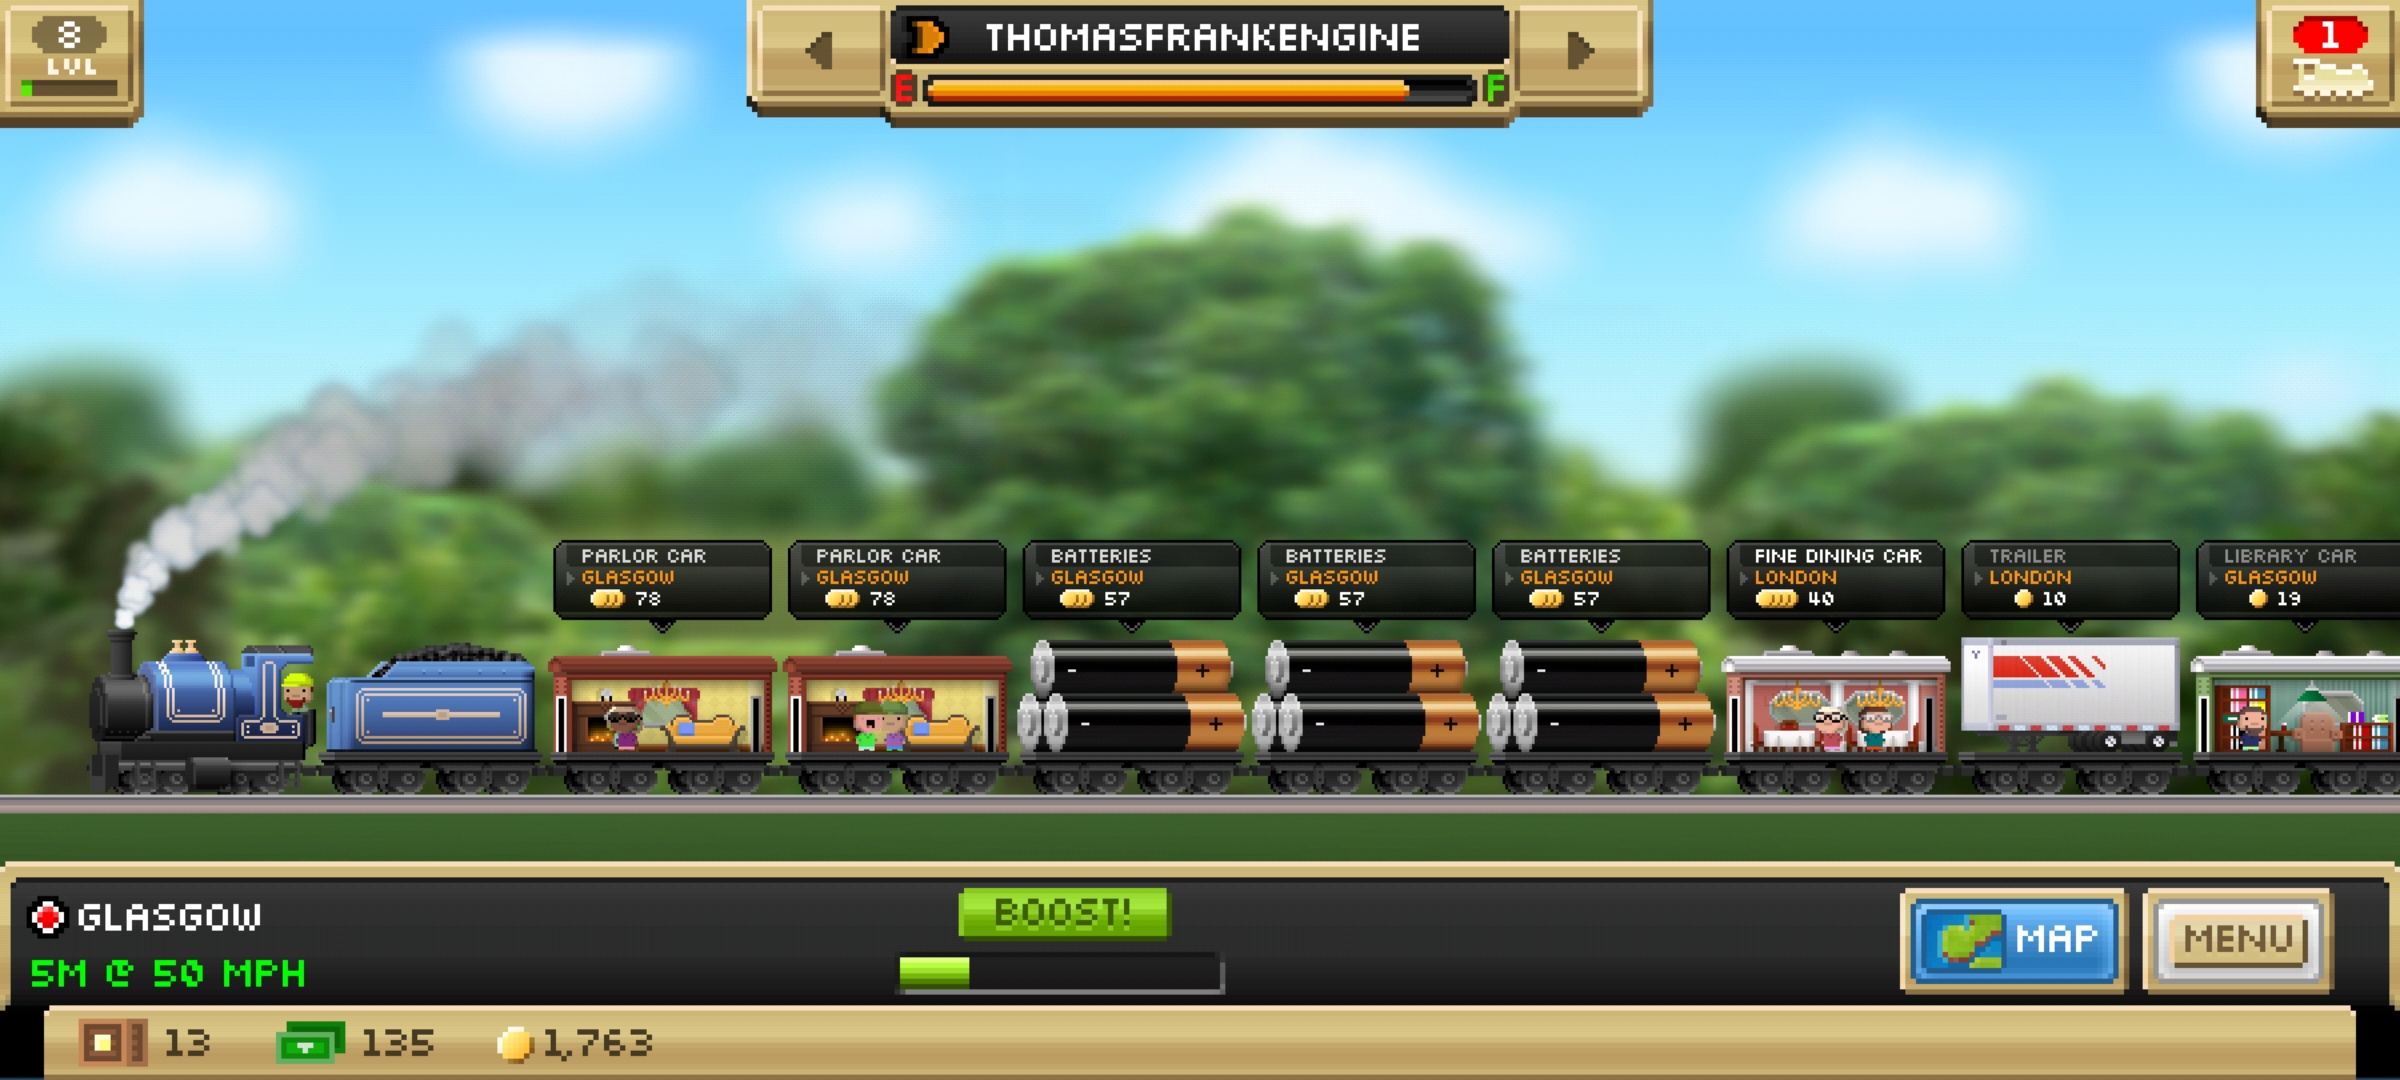 8
LVL
THOMASFRANKENGINE
E F
1
PARLOR CAR
GLASGOW
78
PARLOR CAR
GLASGOW
78
BATTERIES
GLASGOW
57
BATTERIES
GLASGOW
57
BATTERIES
GLASGOW
57
FINE DINING CAR
LONDON
40
TRAILER
LONDON
10
LIBRARY CAR
GLASGOW
19
- +
- +
- +
- +
- +
- +
Y
GLASGOW
5M @ 50 MPH
BOOST!
MAP
MENU
13
135
1,763